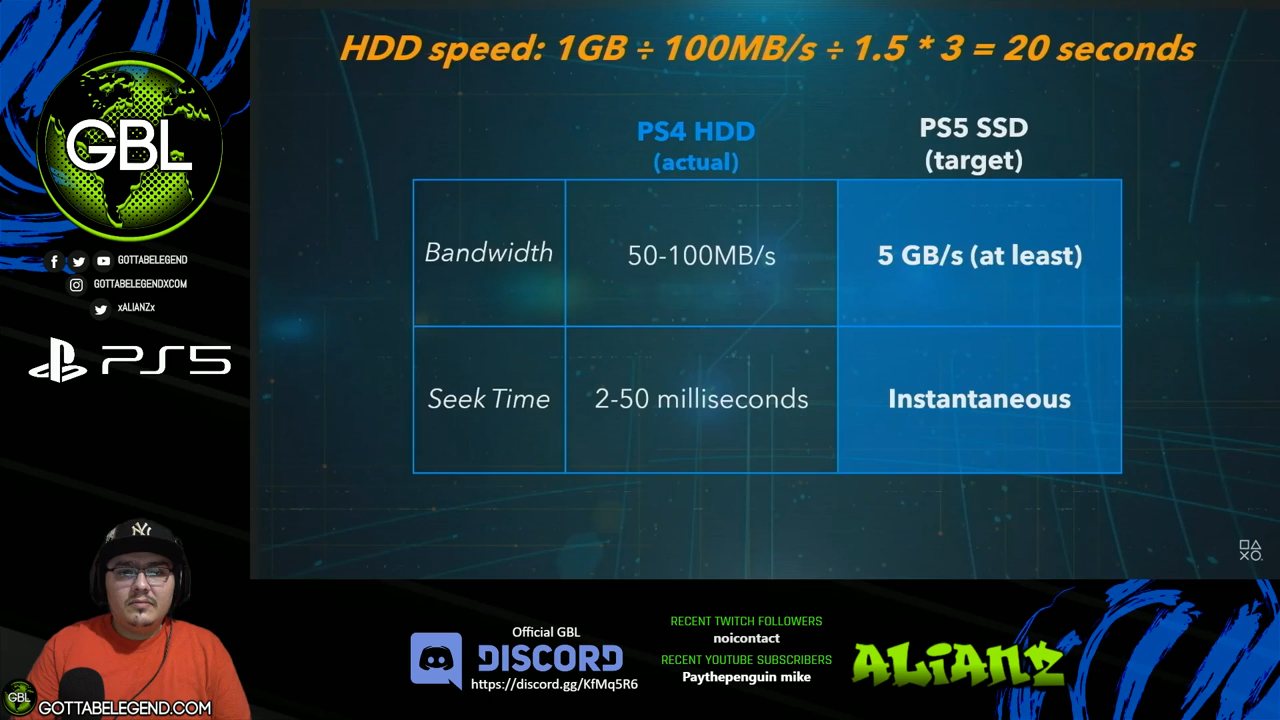 HDD speed: 1GB ÷ 100MB/s ÷ 1.5 * 3 = 20 seconds
PS4 HDD
(actual)
PS5 SSD
(target)
Bandwidth
50-100MB/s
5 GB/s (at least)
Seek Time
2-50 milliseconds
Instantaneous
GBL
GOTTABELEGEND
GOTTABELEGENDXCOM
xALIANZx
PS5
NY
GBL
GOTTABELEGEND.COM
Official GBL
DISCORD
https://discord.gg/KfMq5R6
RECENT TWITCH FOLLOWERS
noicontact
RECENT YOUTUBE SUBSCRIBERS
Paythepenguin mike
ALiANZ